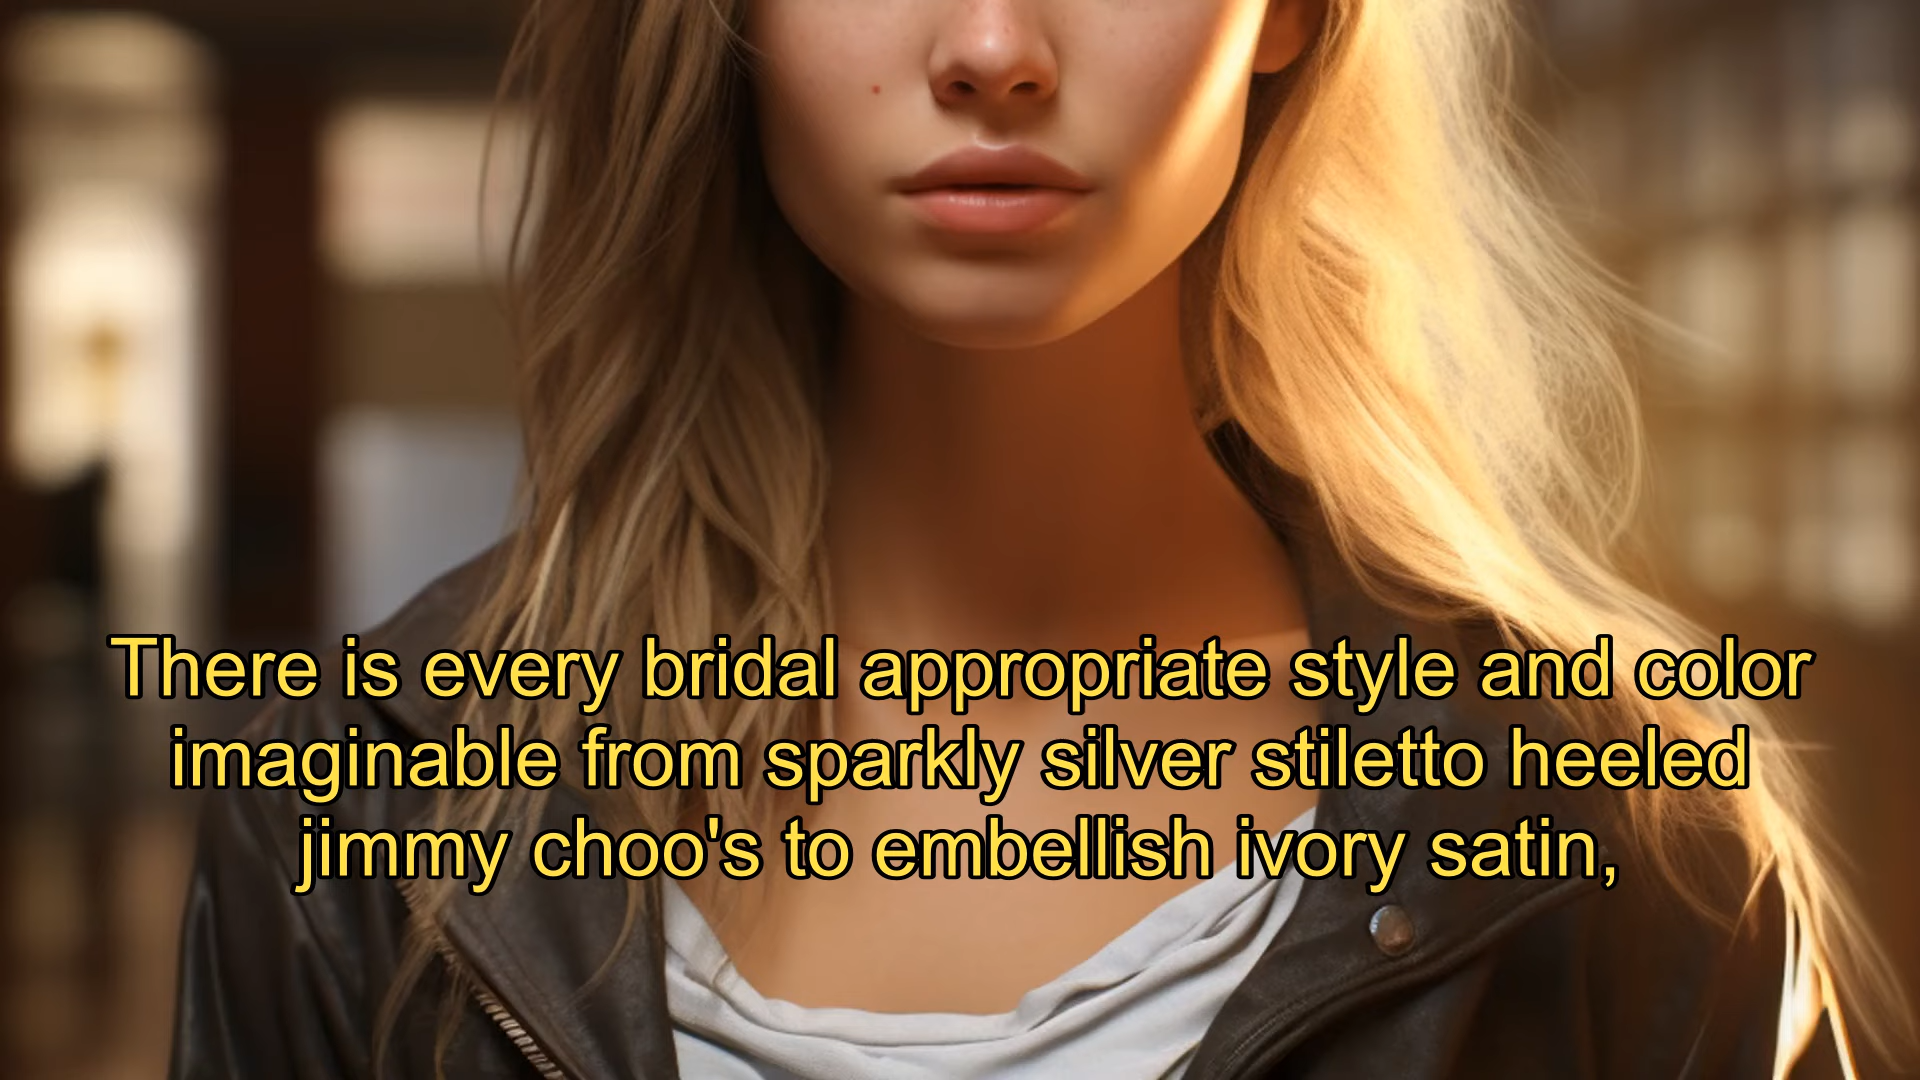 There is every bridal appropriate style and color
imaginable from sparkly silver stiletto heeled
jimmy choo's to embellish ivory satin,